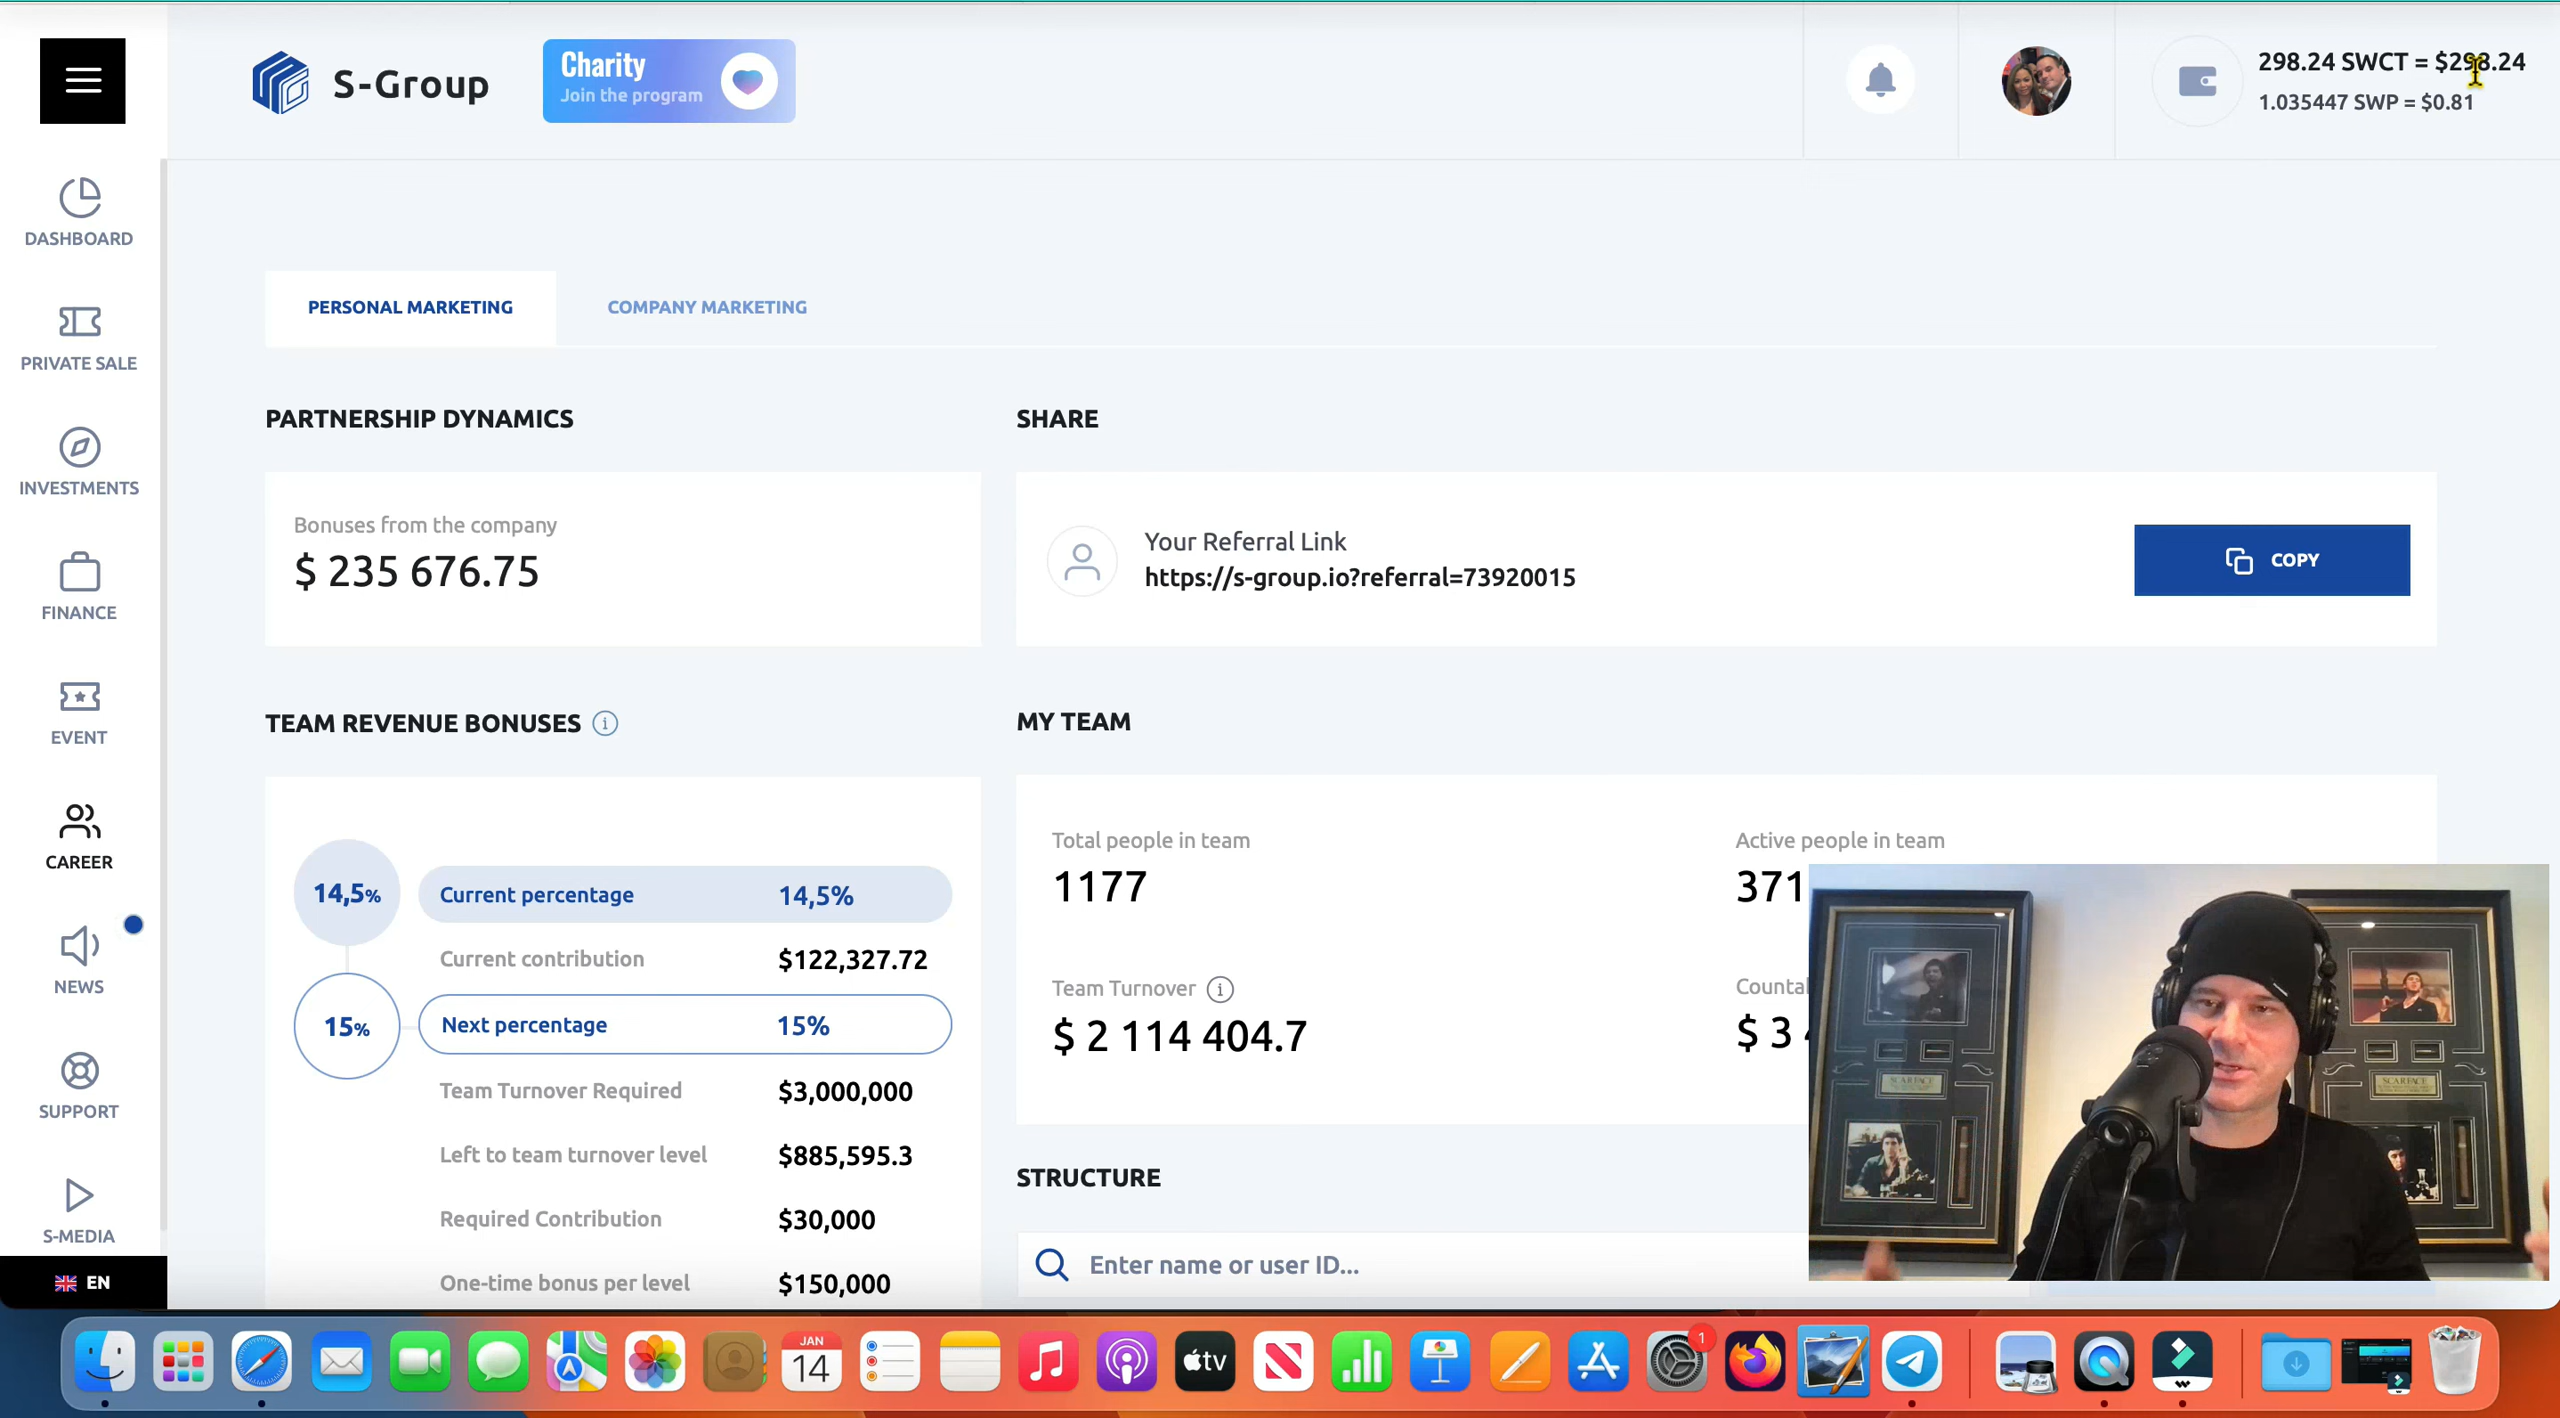 S-Group
Charity
Join the program
298.24 SWCT = $298.24
1.035447 SWP = $0.81
DASHBOARD
PRIVATE SALE
INVESTMENTS
FINANCE
EVENT
CAREER
NEWS
SUPPORT
S-MEDIA
EN
PERSONAL MARKETING
COMPANY MARKETING
PARTNERSHIP DYNAMICS
Bonuses from the company
$ 235 676.75
SHARE
Your Referral Link
https://s-group.io?referral=73920015
COPY
TEAM REVENUE BONUSES
14,5%
Current percentage 14,5%
Current contribution $122,327.72
15%
Next percentage 15%
Team Turnover Required $3,000,000
Left to team turnover level $885,595.3
Required Contribution $30,000
One-time bonus per level $150,000
MY TEAM
Total people in team
1177
Active people in team
371
Team Turnover
$ 2 114 404.7
$ 3
STRUCTURE
Enter name or user ID...
SCARFACE
SCARFACE
JAN
14
tv
1